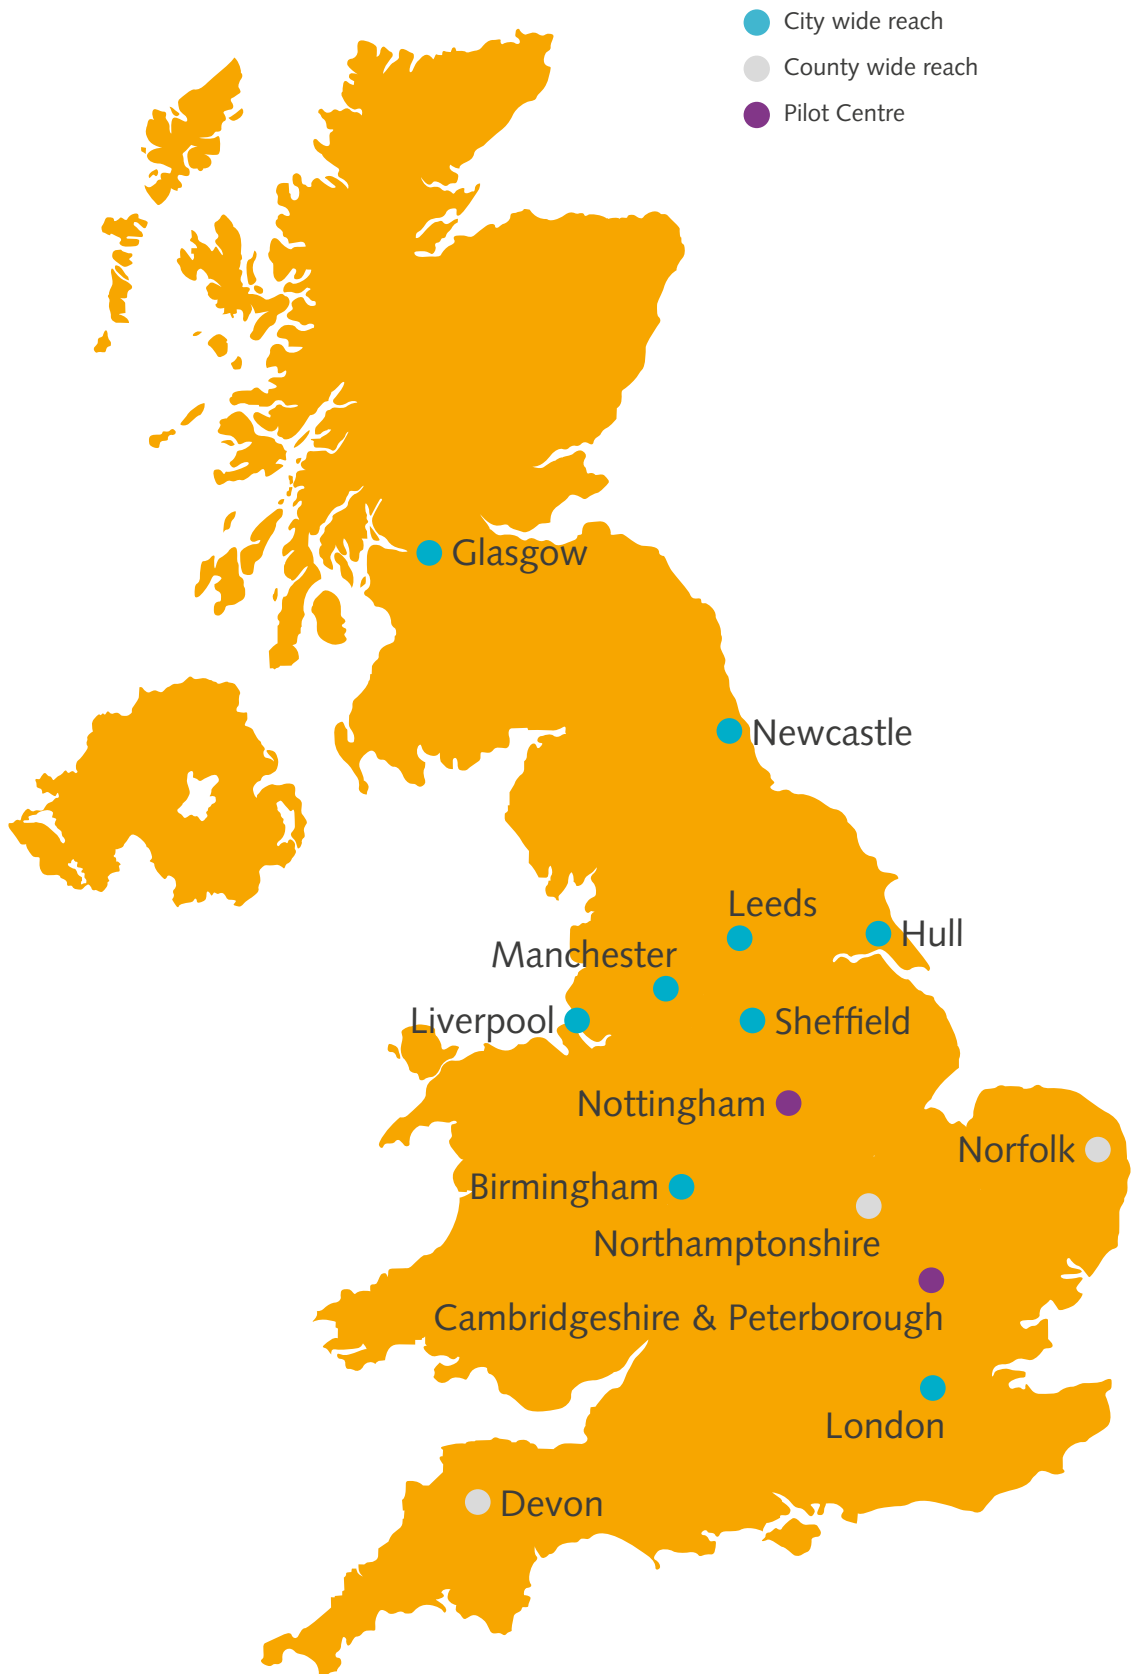 City wide reach
County wide reach
Pilot Centre
Glasgow
Newcastle
Leeds
Hull
Manchester
Liverpool
Sheffield
Nottingham
Norfolk
Birmingham
Northamptonshire
Cambridgeshire & Peterborough
London
Devon